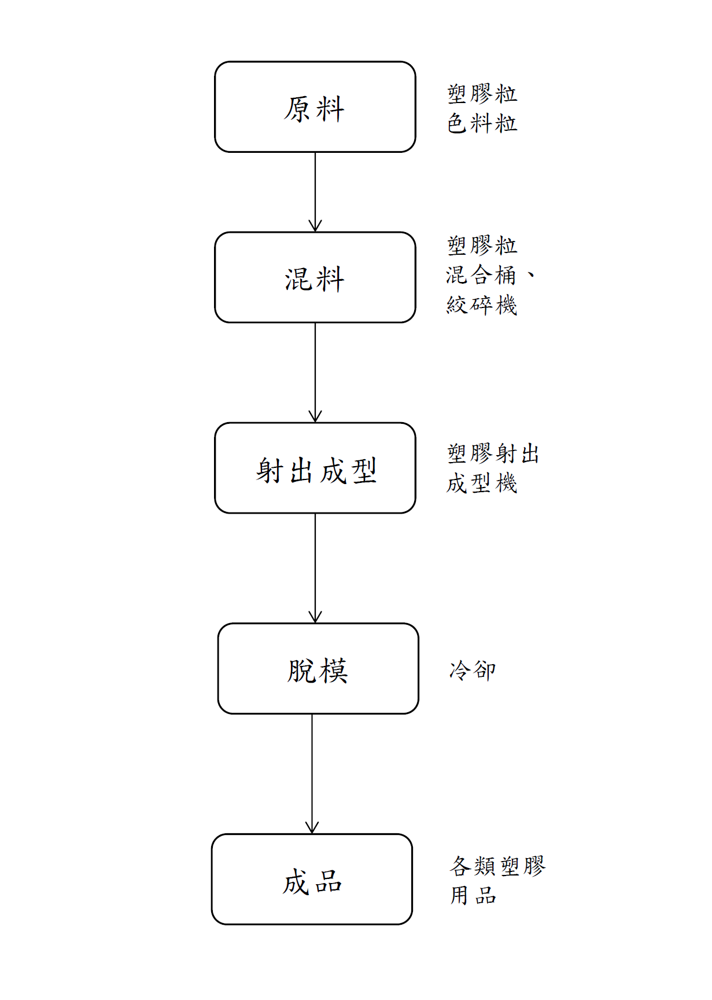 原料
塑膠粒
色料粒
混料
塑膠粒
混合桶、
絞碎機
射出成型
塑膠射出
成型機
脫模
冷卻
成品
各類塑膠
用品